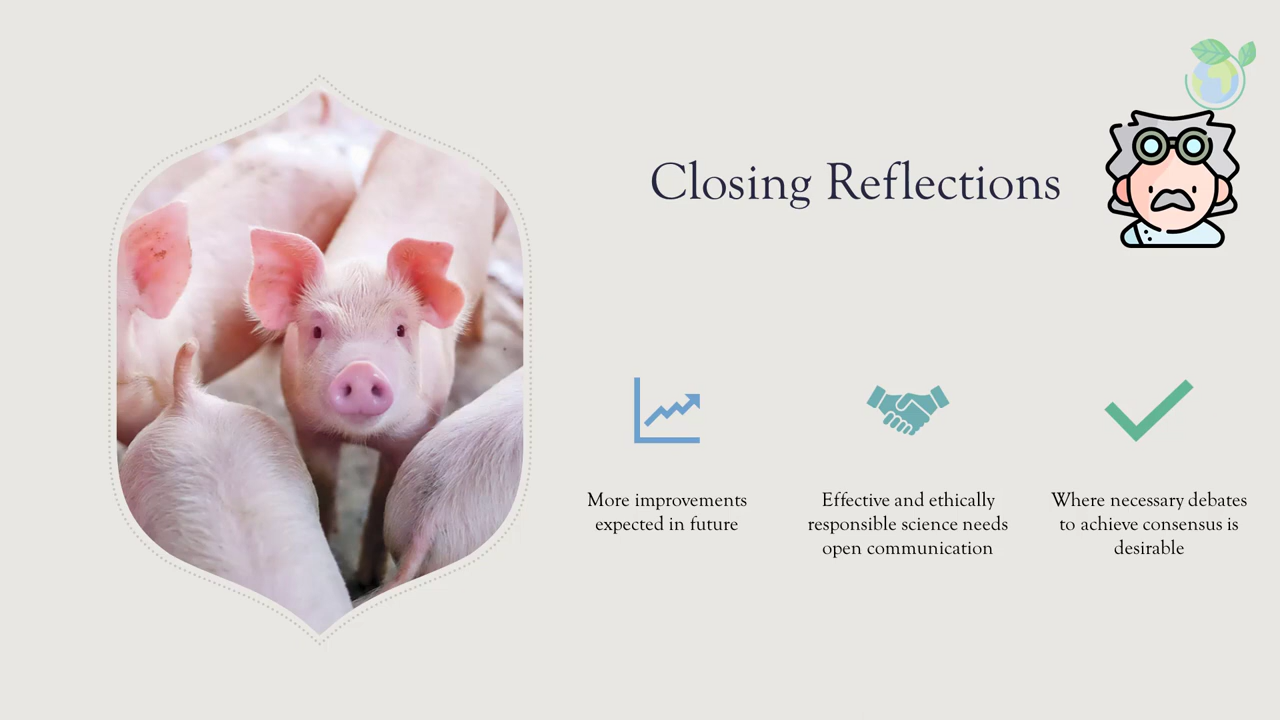 Closing Reflections
More improvements
expected in future
Effective and ethically
responsible science needs
open communication
Where necessary debates
to achieve consensus is
desirable